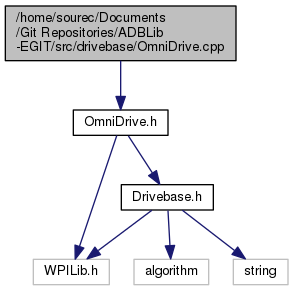 /home/sourec/Documents
/Git Repositories/ADBLib
-EGIT/src/drivebase/OmniDrive.cpp
OmniDrive.h
Drivebase.h
WPILib.h
algorithm
string